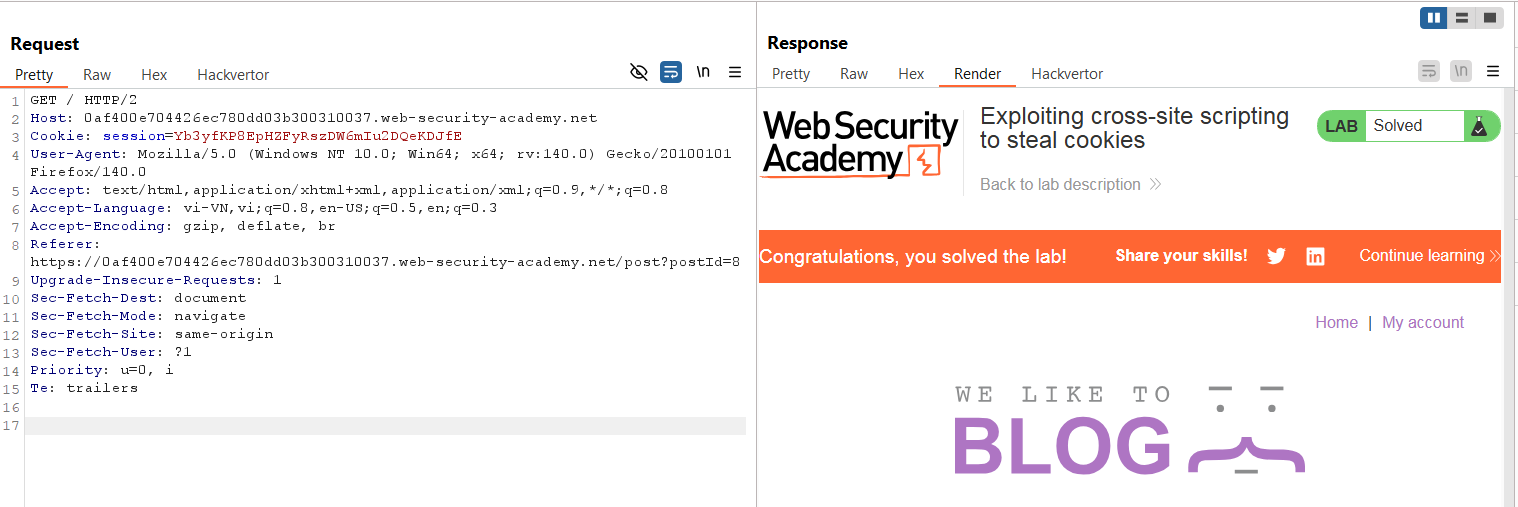 Request
Pretty Raw Hex Hackvertor \n
1 GET / HTTP/2
2 Host: 0af400e704426ec780dd03b300310037.web-security-academy.net
3 Cookie: session=Yb3yfKP8EpHZFyRszDW6mIu2DQeKDJfE
4 User-Agent: Mozilla/5.0 (Windows NT 10.0; Win64; x64; rv:140.0) Gecko/20100101
Firefox/140.0
5 Accept: text/html,application/xhtml+xml,application/xml;q=0.9,*/*;q=0.8
6 Accept-Language: vi-VN,vi;q=0.8,en-US;q=0.5,en;q=0.3
7 Accept-Encoding: gzip, deflate, br
8 Referer:
https://0af400e704426ec780dd03b300310037.web-security-academy.net/post?postId=8
9 Upgrade-Insecure-Requests: 1
10 Sec-Fetch-Dest: document
11 Sec-Fetch-Mode: navigate
12 Sec-Fetch-Site: same-origin
13 Sec-Fetch-User: ?1
14 Priority: u=0, i
15 Te: trailers
16
17
Response
Pretty Raw Hex Render Hackvertor \n
Web Security
Academy
Exploiting cross-site scripting
to steal cookies
LAB Solved
Back to lab description
Congratulations, you solved the lab! Share your skills! Continue learning
Home | My account
WE LIKE TO
BLOG